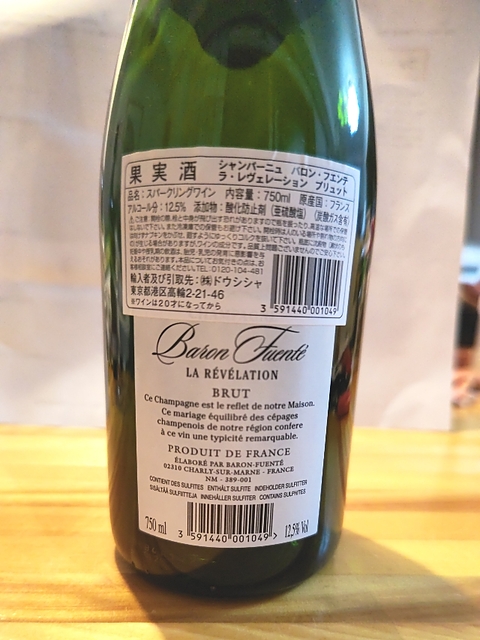 果実酒
シャンパーニュ バロン・フエンテ
ラ・レヴェレーション ブリュット
品名：スパークリングワイン 内容量：750ml 原産国：フランス
アルコール分：12.5% 添加物：酸化防止剤（亜硫酸塩）（炭酸ガス含有）
TEL：0120-104-481
輸入者及び引取先：㈱ドウシシャ
東京都港区高輪2-21-46
※ワインは20才になってから
3 591440 001049
Baron Fuenté
LA RÉVÉLATION
BRUT
Ce Champagne est le reflet de notre Maison.
Ce mariage équilibré des cépages
champenois de notre région confere
à ce vin une typicité remarquable.
PRODUIT DE FRANCE
ÉLABORÉ PAR BARON-FUENTÉ
02310 CHARLY-SUR-MARNE - FRANCE
NM - 389-001
CONTIENT DES SULFITES ENTHÄLT SULFITE INDEHOLDER SULFITTER
SISÄLTÄÄ SULFIITTEJA INNEHÅLLER SULFITER CONTAINS SULPHITES
750 ml
3 591440 001049 >
12,5% Vol